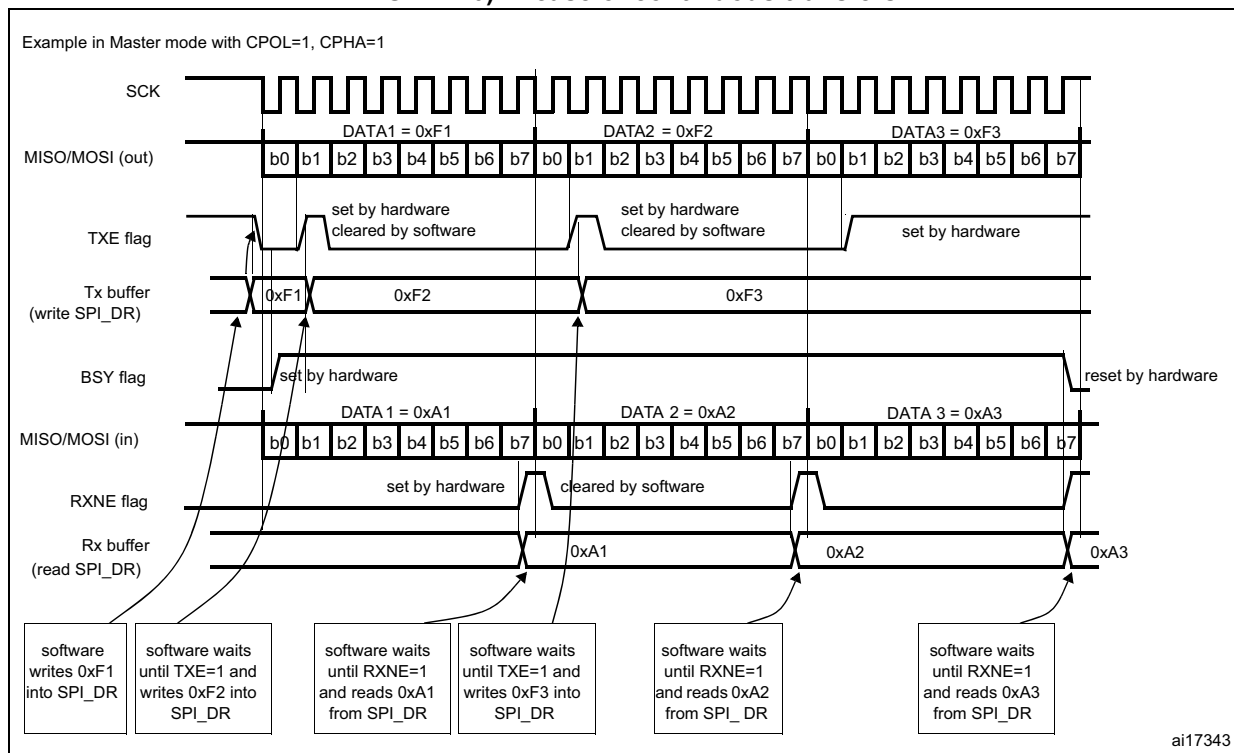 Example in Master mode with CPOL=1, CPHA=1
SCK
DATA1 = 0xF1
DATA2 = 0xF2
DATA3 = 0xF3
MISO/MOSI (out)
b0 b1 b2 b3 b4 b5 b6 b7 b0 b1 b2 b3 b4 b5 b6 b7 b0 b1 b2 b3 b4 b5 b6 b7
TXE flag
set by hardware
cleared by software
set by hardware
cleared by software
set by hardware
Tx buffer
(write SPI_DR)
0xF1
0xF2
0xF3
BSY flag
set by hardware
reset by hardware
DATA 1 = 0xA1
DATA 2 = 0xA2
DATA 3 = 0xA3
MISO/MOSI (in)
b0 b1 b2 b3 b4 b5 b6 b7 b0 b1 b2 b3 b4 b5 b6 b7 b0 b1 b2 b3 b4 b5 b6 b7
RXNE flag
set by hardware
cleared by software
Rx buffer
(read SPI_DR)
0xA1
0xA2
0xA3
software
writes 0xF1
into SPI_DR
software waits
until TXE=1 and
writes 0xF2 into
SPI_DR
software waits
until RXNE=1
and reads 0xA1
from SPI_DR
software waits
until TXE=1 and
writes 0xF3 into
SPI_DR
software waits
until RXNE=1
and reads 0xA2
from SPI_ DR
software waits
until RXNE=1
and reads 0xA3
from SPI_DR
ai17343